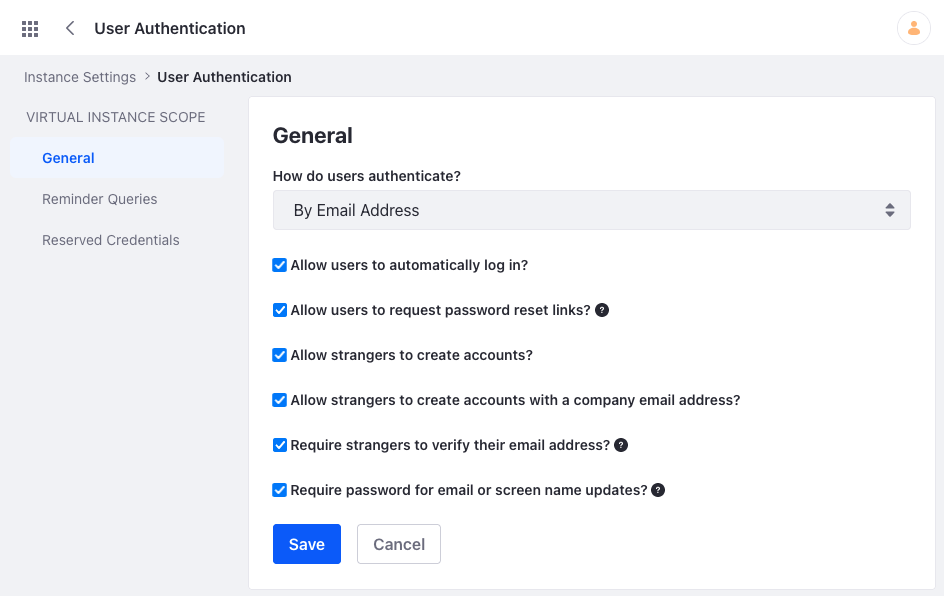 User Authentication
Instance Settings > User Authentication
VIRTUAL INSTANCE SCOPE
General
Reminder Queries
Reserved Credentials
General
How do users authenticate?
By Email Address
Allow users to automatically log in?
Allow users to request password reset links? ?
Allow strangers to create accounts?
Allow strangers to create accounts with a company email address?
Require strangers to verify their email address? ?
Require password for email or screen name updates? ?
Save Cancel